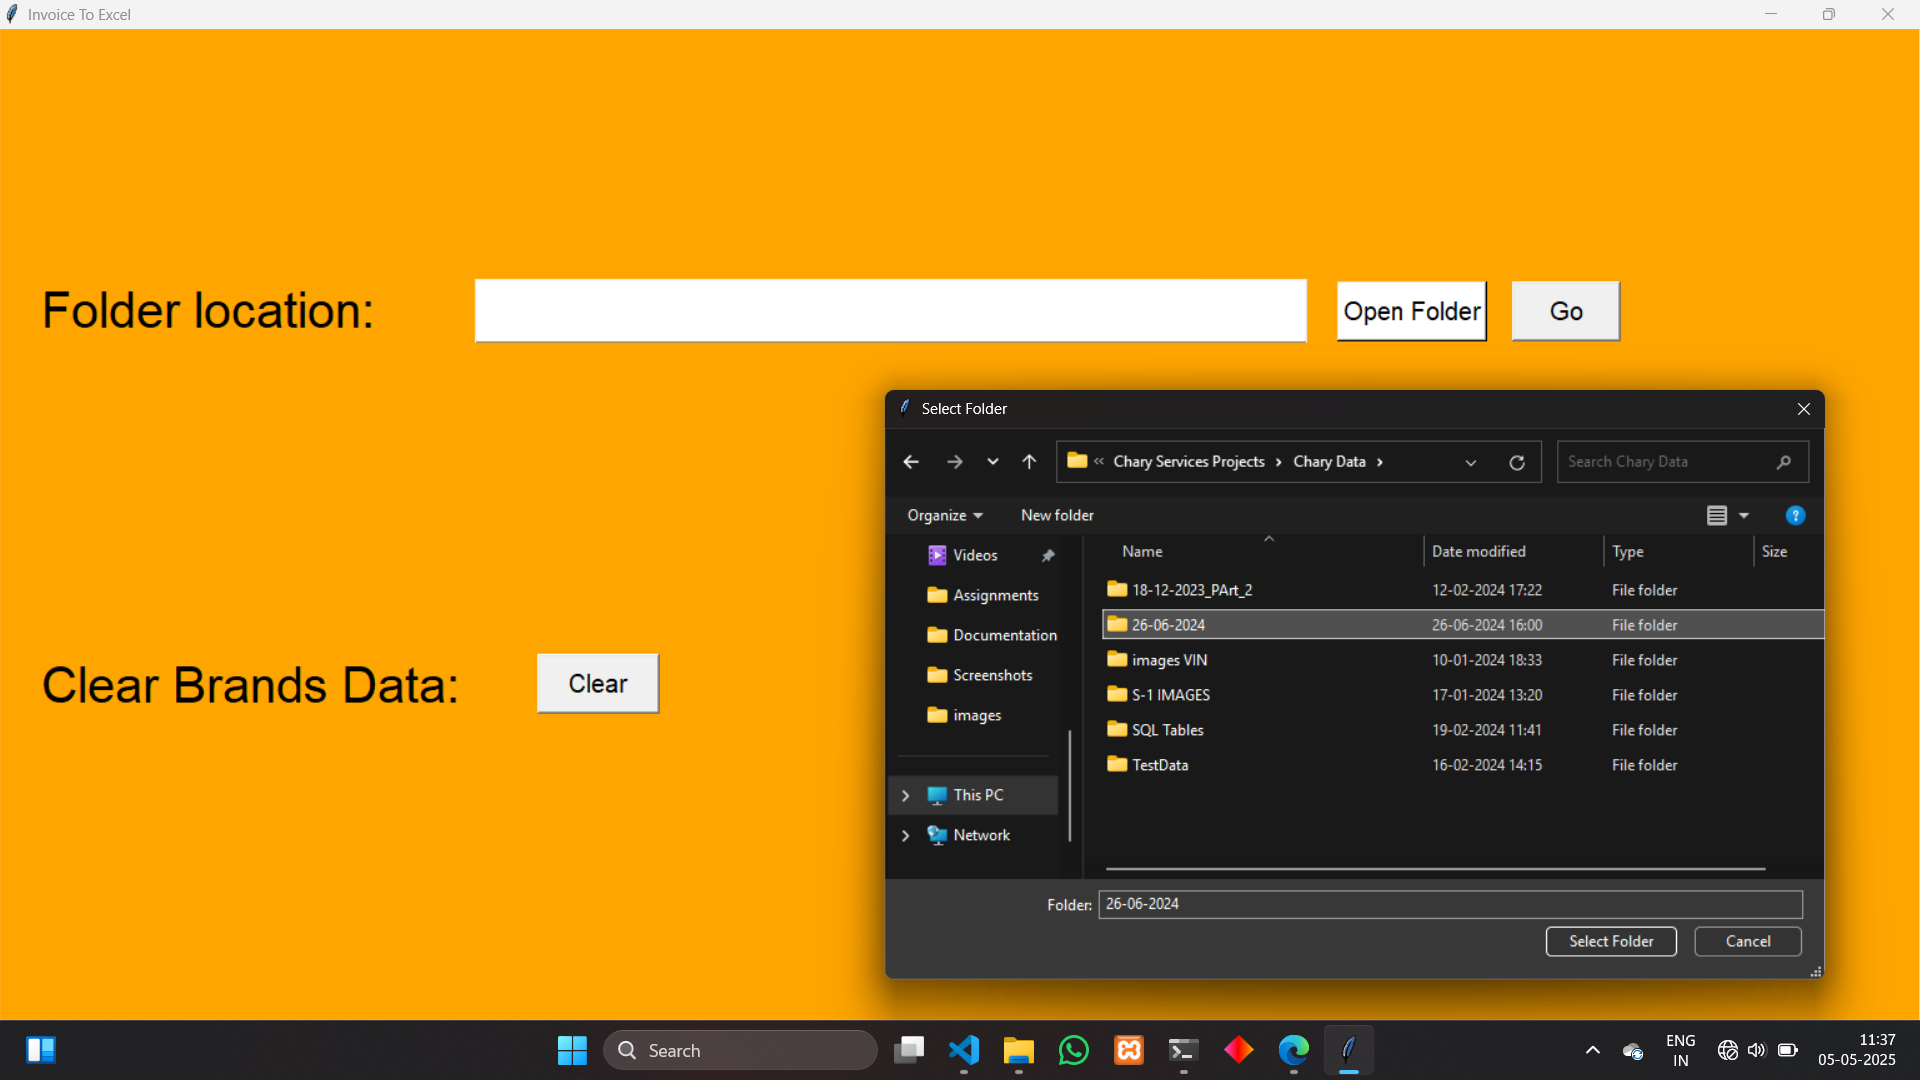 Invoice To Excel
Folder location:
Open Folder
Go
Clear Brands Data:
Clear
Select Folder
« Chary Services Projects › Chary Data ›
Search Chary Data
Organize
New folder
?
Videos
Assignments
Documentation
Screenshots
images
This PC
Network
Name Date modified Type Size
18-12-2023_PArt_2 12-02-2024 17:22 File folder
26-06-2024 26-06-2024 16:00 File folder
images VIN 10-01-2024 18:33 File folder
S-1 IMAGES 17-01-2024 13:20 File folder
SQL Tables 19-02-2024 11:41 File folder
TestData 16-02-2024 14:15 File folder
Folder: 26-06-2024
Select Folder
Cancel
Search
ENG
IN
11:37
05-05-2025